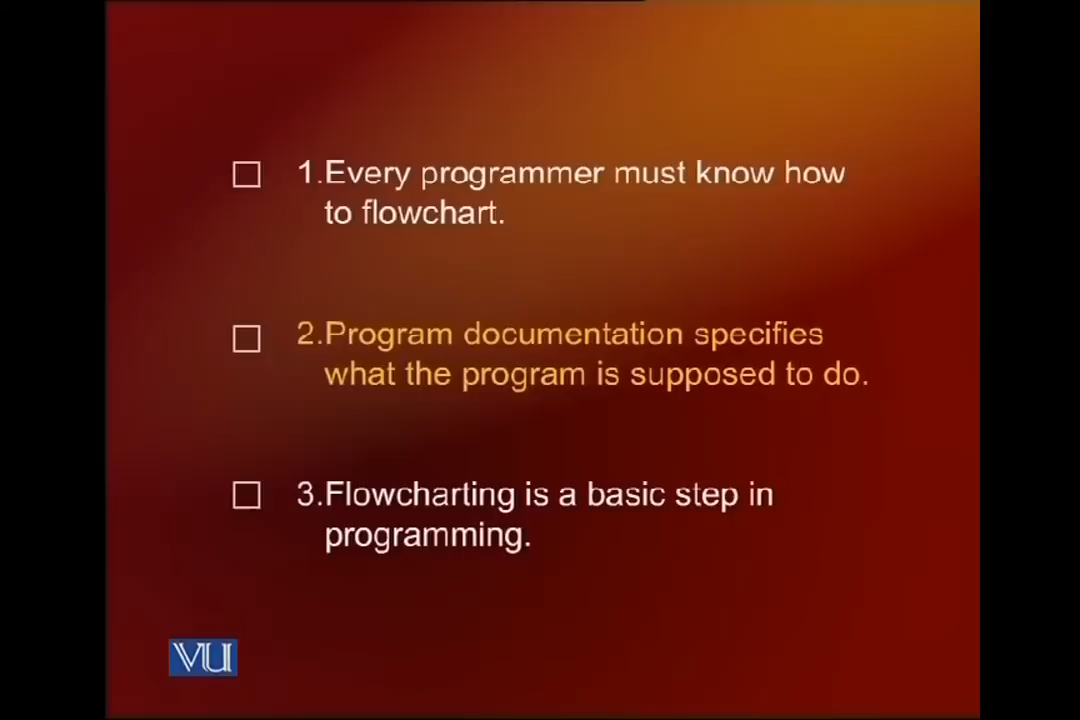 1.Every programmer must know how
to flowchart.
2.Program documentation specifies
what the program is supposed to do.
3.Flowcharting is a basic step in
programming.
VU